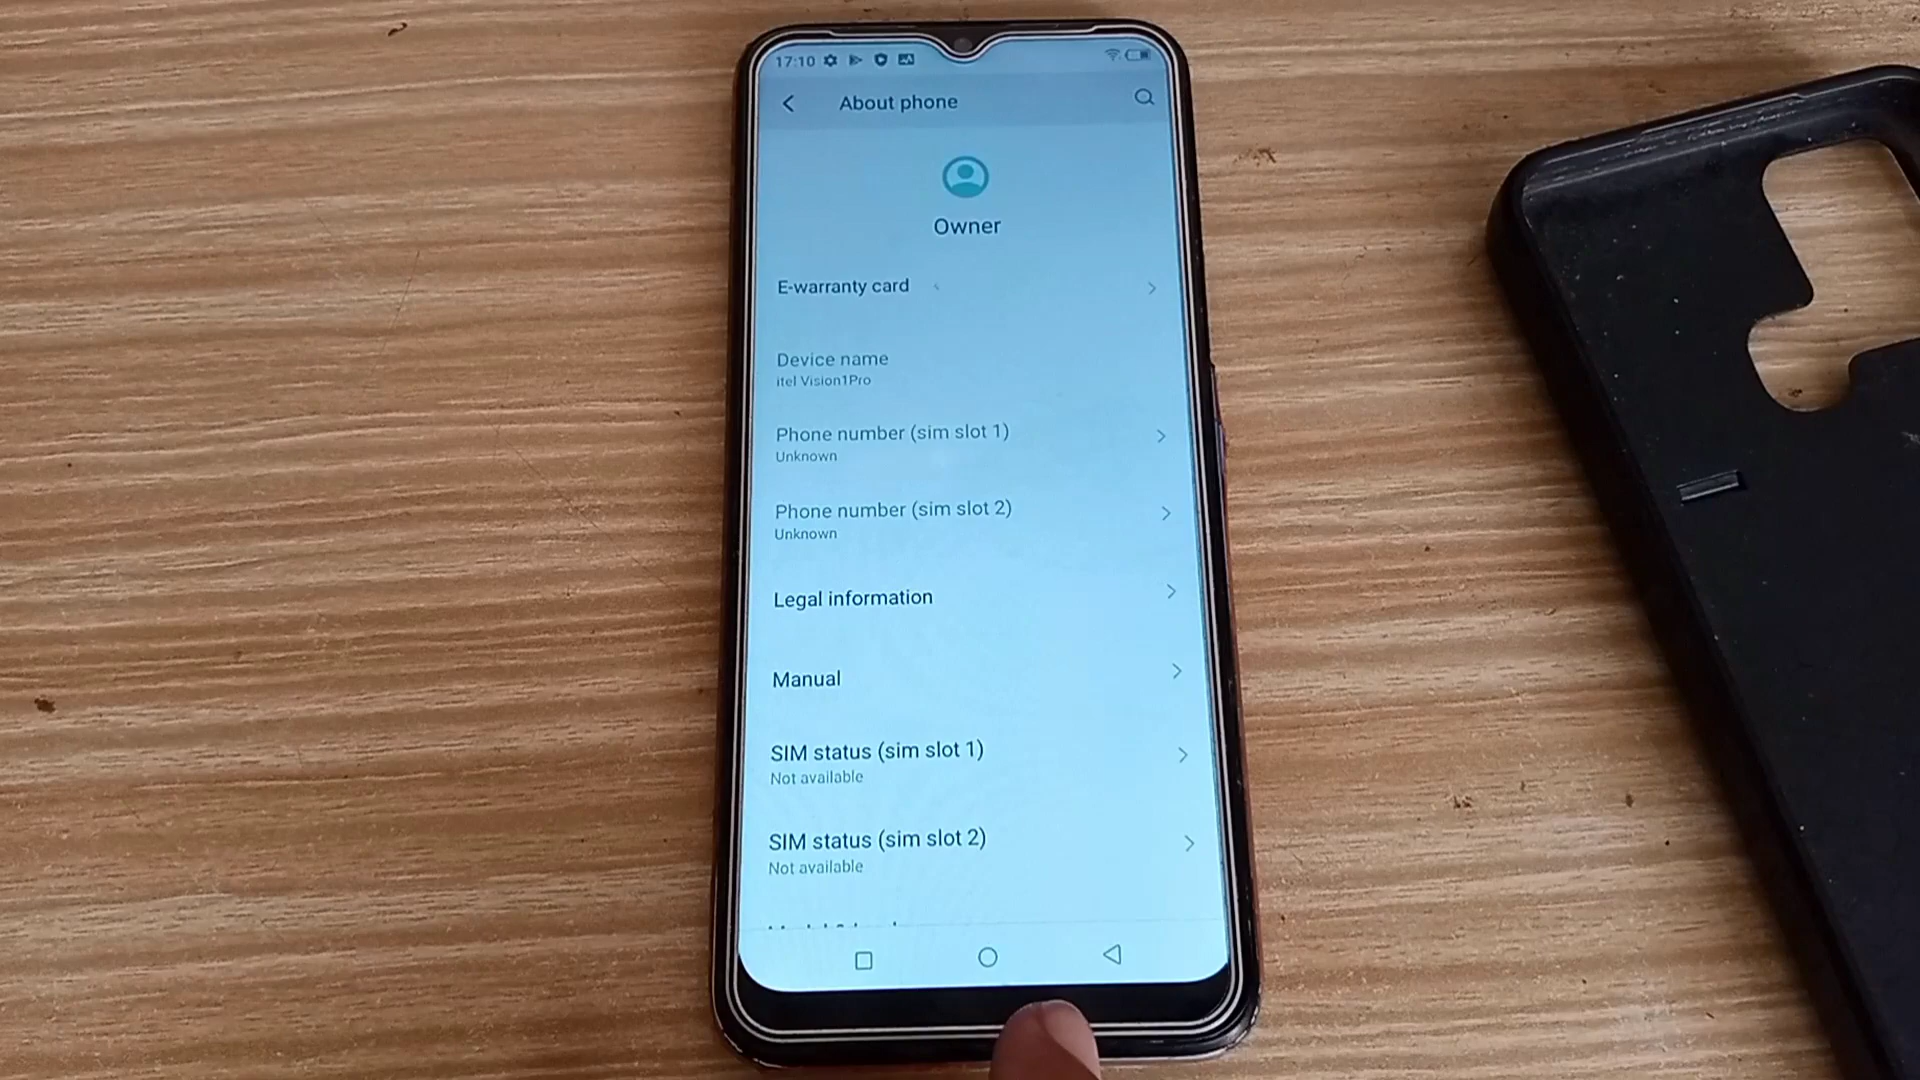 17:10
About phone
Owner
E-warranty card
Device name
itel Vision1Pro
Phone number (sim slot 1)
Unknown
Phone number (sim slot 2)
Unknown
Legal information
Manual
SIM status (sim slot 1)
Not available
SIM status (sim slot 2)
Not available